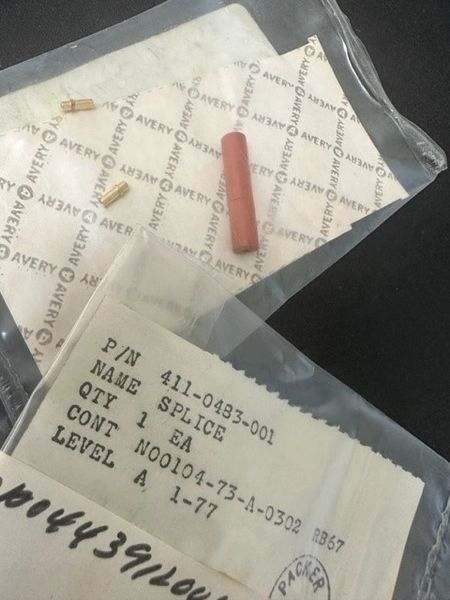 AVERY
P/N 411-0483-001
NAME SPLICE
QTY 1 EA
CONT N00104-73-A-0302 RB67
LEVEL A 1-77
PACKER